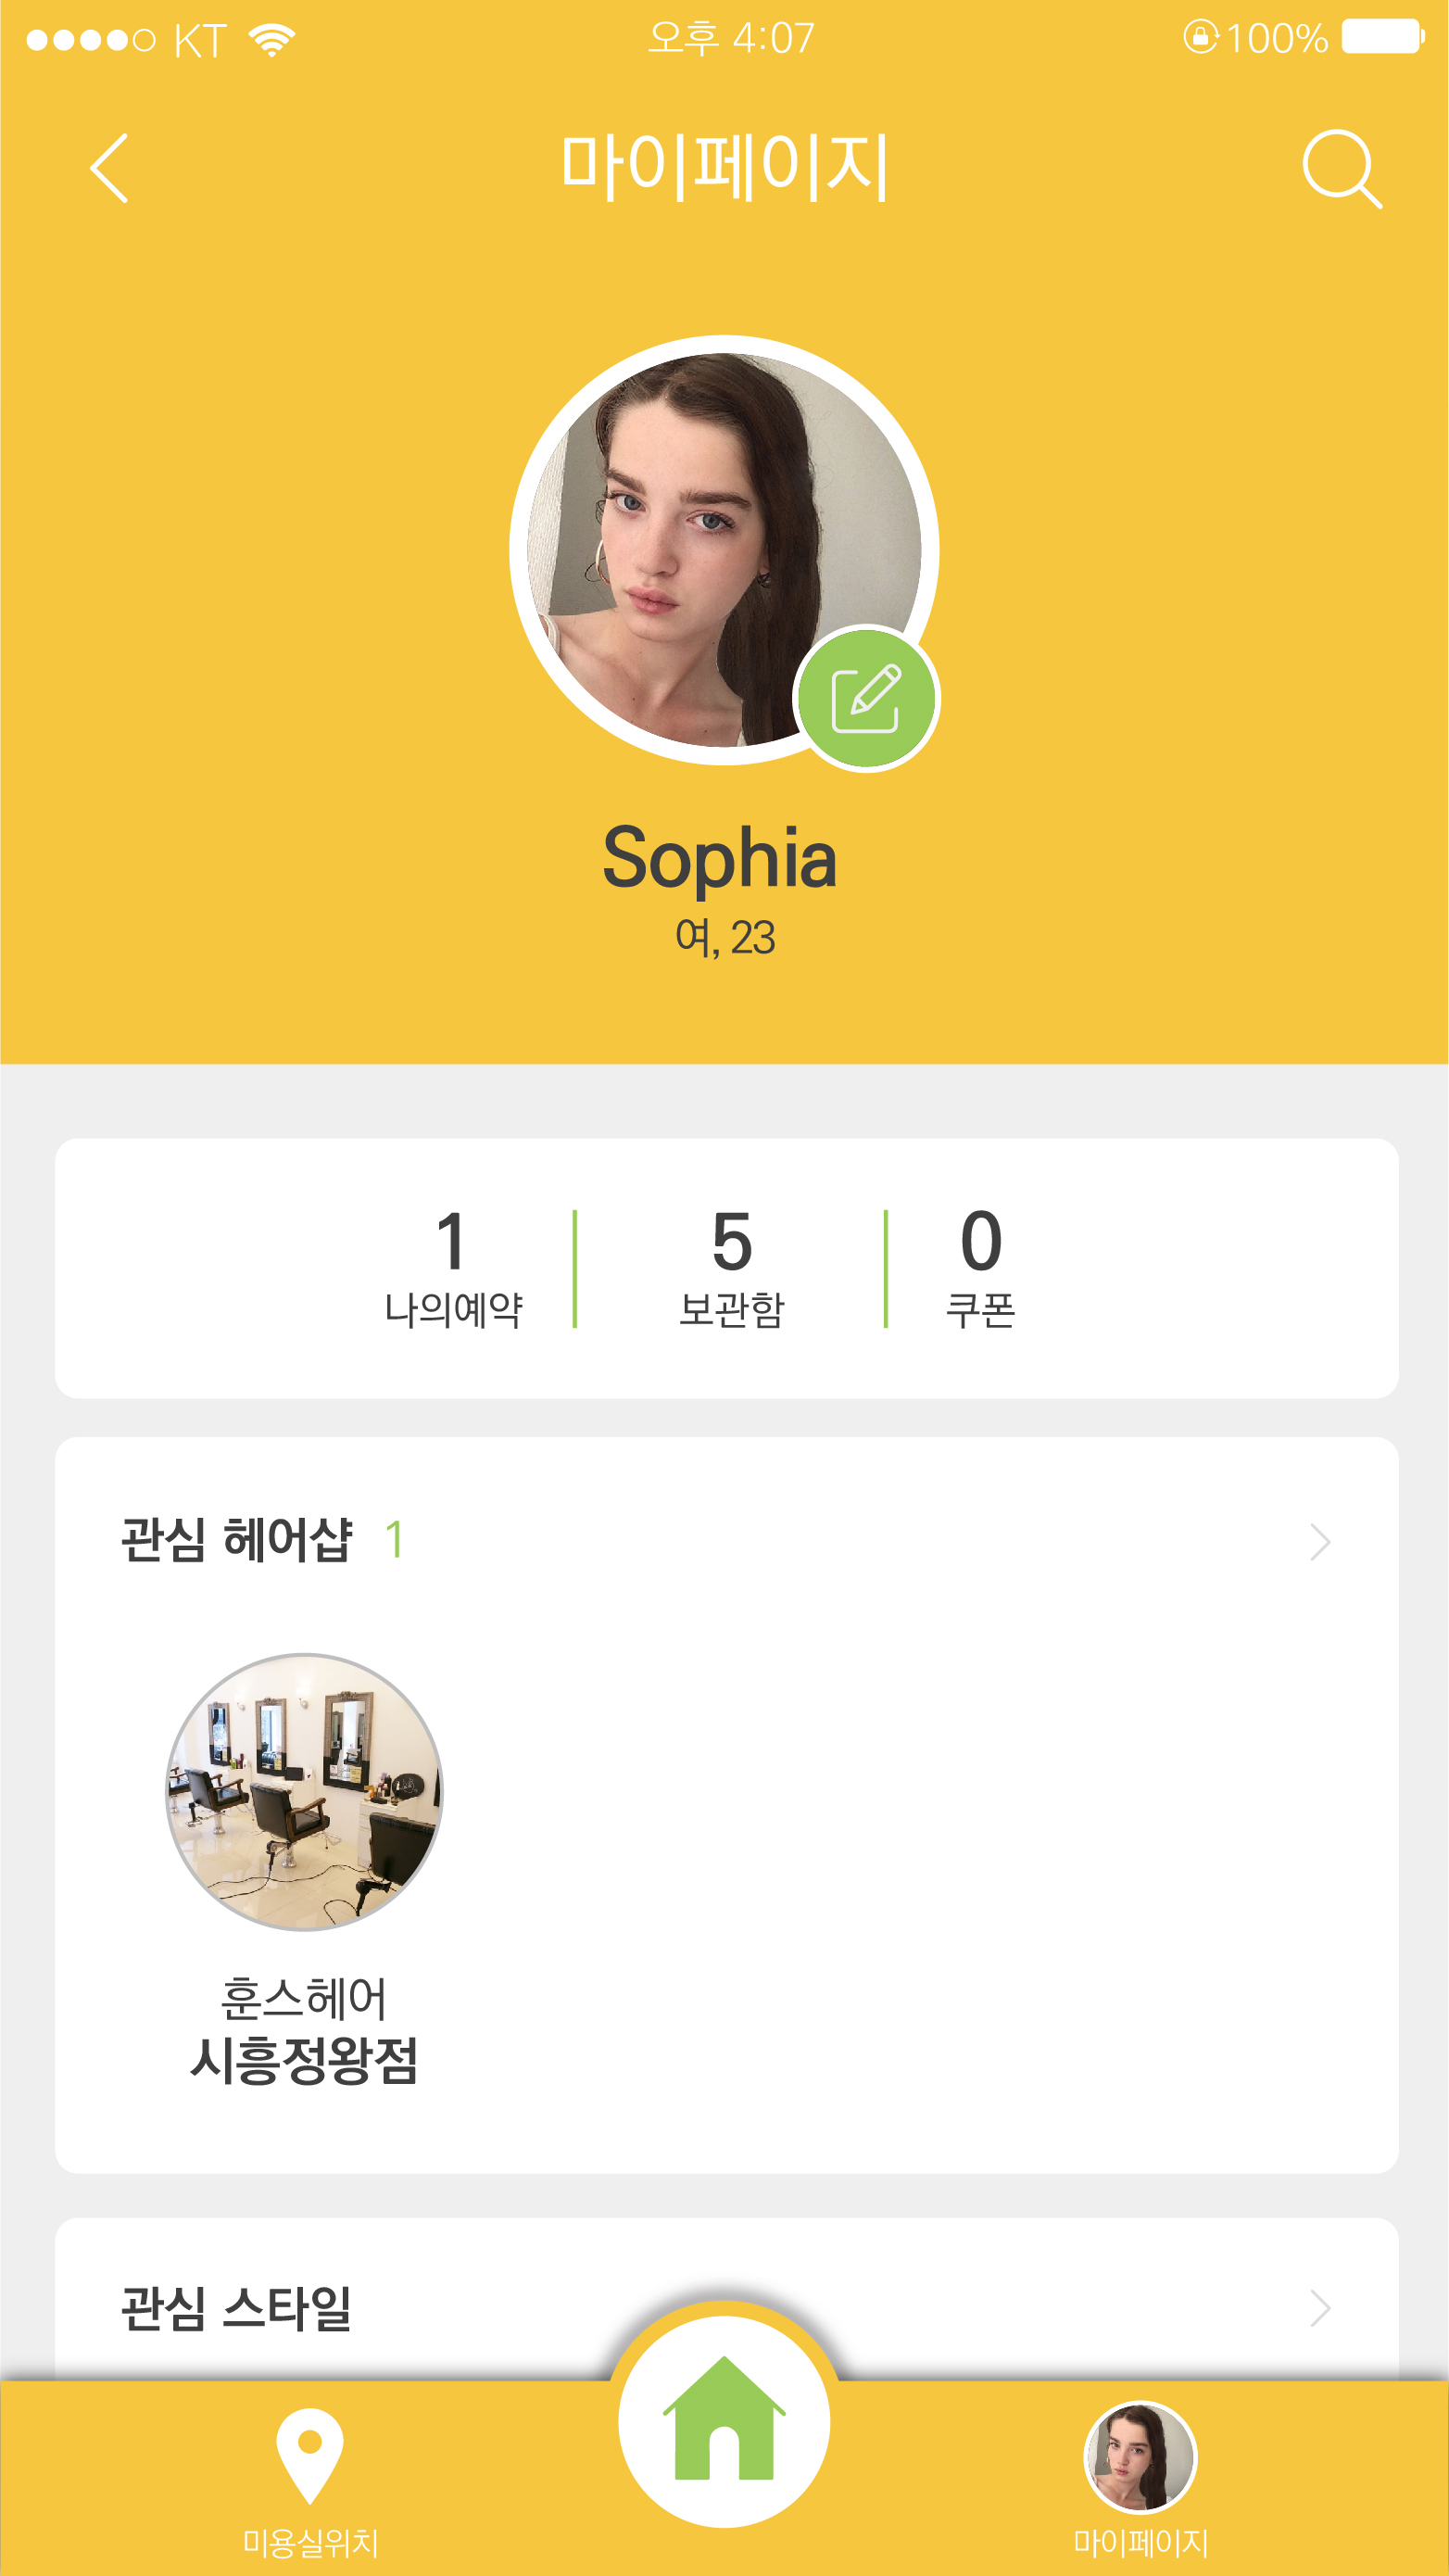 KT 오후 4:07 100%
마이페이지
Sophia
여, 23
1 5 0
나의예약 보관함 쿠폰
관심 헤어샵 1
훈스헤어
시흥정왕점
관심 스타일
미용실위치 마이페이지